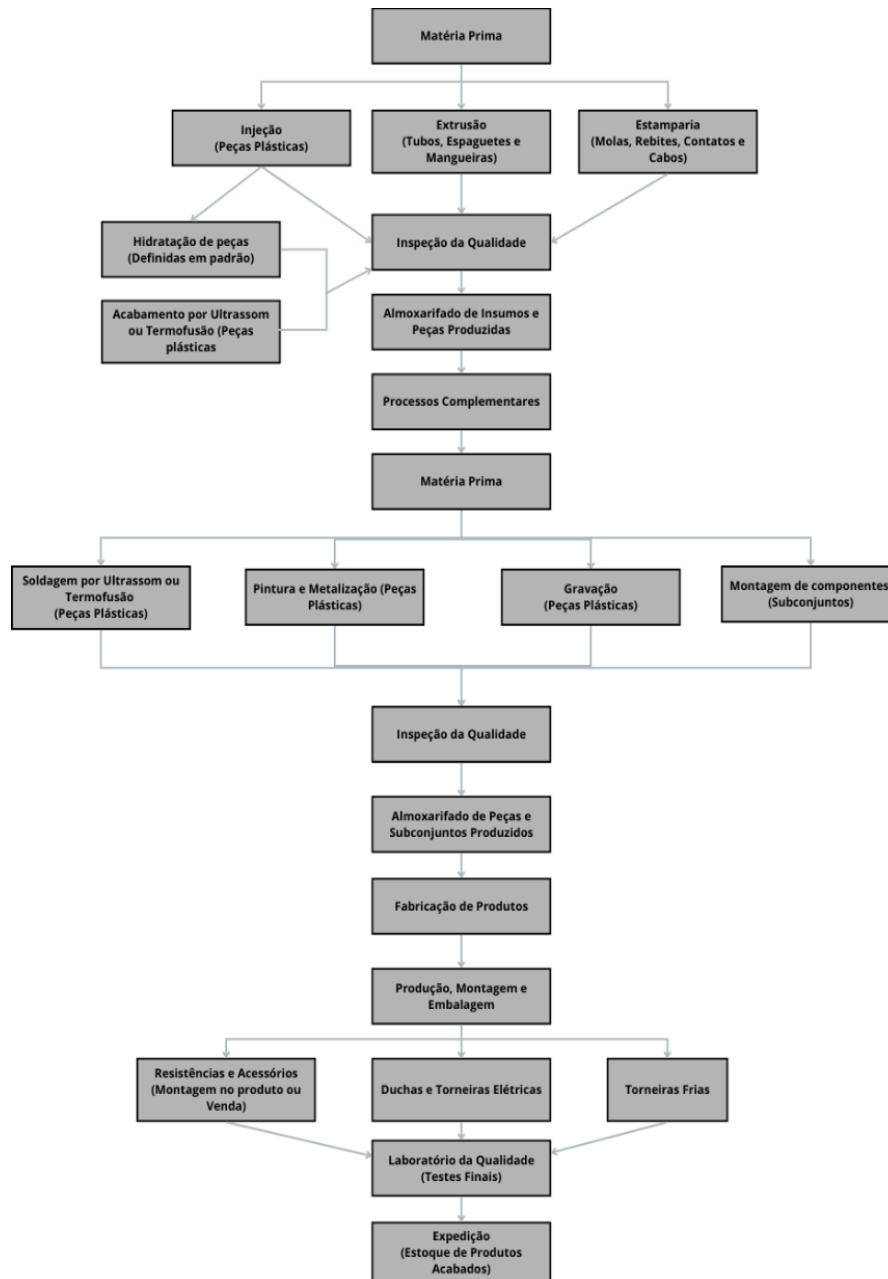 Matéria Prima
Injeção
(Peças Plásticas)
Extrusão
(Tubos, Espaguetes e
Mangueiras)
Estamparia
(Molas, Rebites, Contatos e
Cabos)
Hidratação de peças
(Definidas em padrão)
Inspeção da Qualidade
Acabamento por Ultrassom
ou Termofusão (Peças
plásticas
Almoxarifado de Insumos e
Peças Produzidas
Processos Complementares
Matéria Prima
Soldagem por Ultrassom ou
Termofusão
(Peças Plásticas)
Pintura e Metalização (Peças
Plásticas)
Gravação
(Peças Plásticas)
Montagem de componentes
(Subconjuntos)
Inspeção da Qualidade
Almoxarifado de Peças e
Subconjuntos Produzidos
Fabricação de Produtos
Produção, Montagem e
Embalagem
Resistências e Acessórios
(Montagem no produto ou
Venda)
Duchas e Torneiras Elétricas
Torneiras Frias
Laboratório da Qualidade
(Testes Finais)
Expedição
(Estoque de Produtos
Acabados)